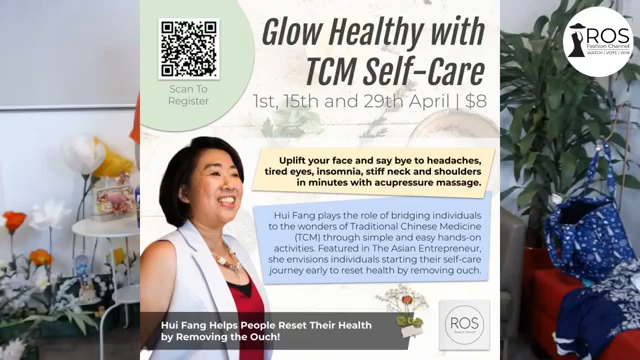 Glow Healthy with
TCM Self-Care
1st, 15th and 29th April | $8
Scan To
Register
Uplift your face and say bye to headaches,
tired eyes, insomnia, stiff neck and shoulders
in minutes with acupressure massage.
Hui Fang plays the role of bridging individuals
to the wonders of Traditional Chinese Medicine
(TCM) through simple and easy hands-on
activities. Featured in The Asian Entrepreneur,
she envisions individuals starting their self-care
journey early to reset health by removing ouch.
Hui Fang Helps People Reset Their Health
by Removing the Ouch!
ROS
ROS
Fashion Channel
WATCH | VOTE | WIN